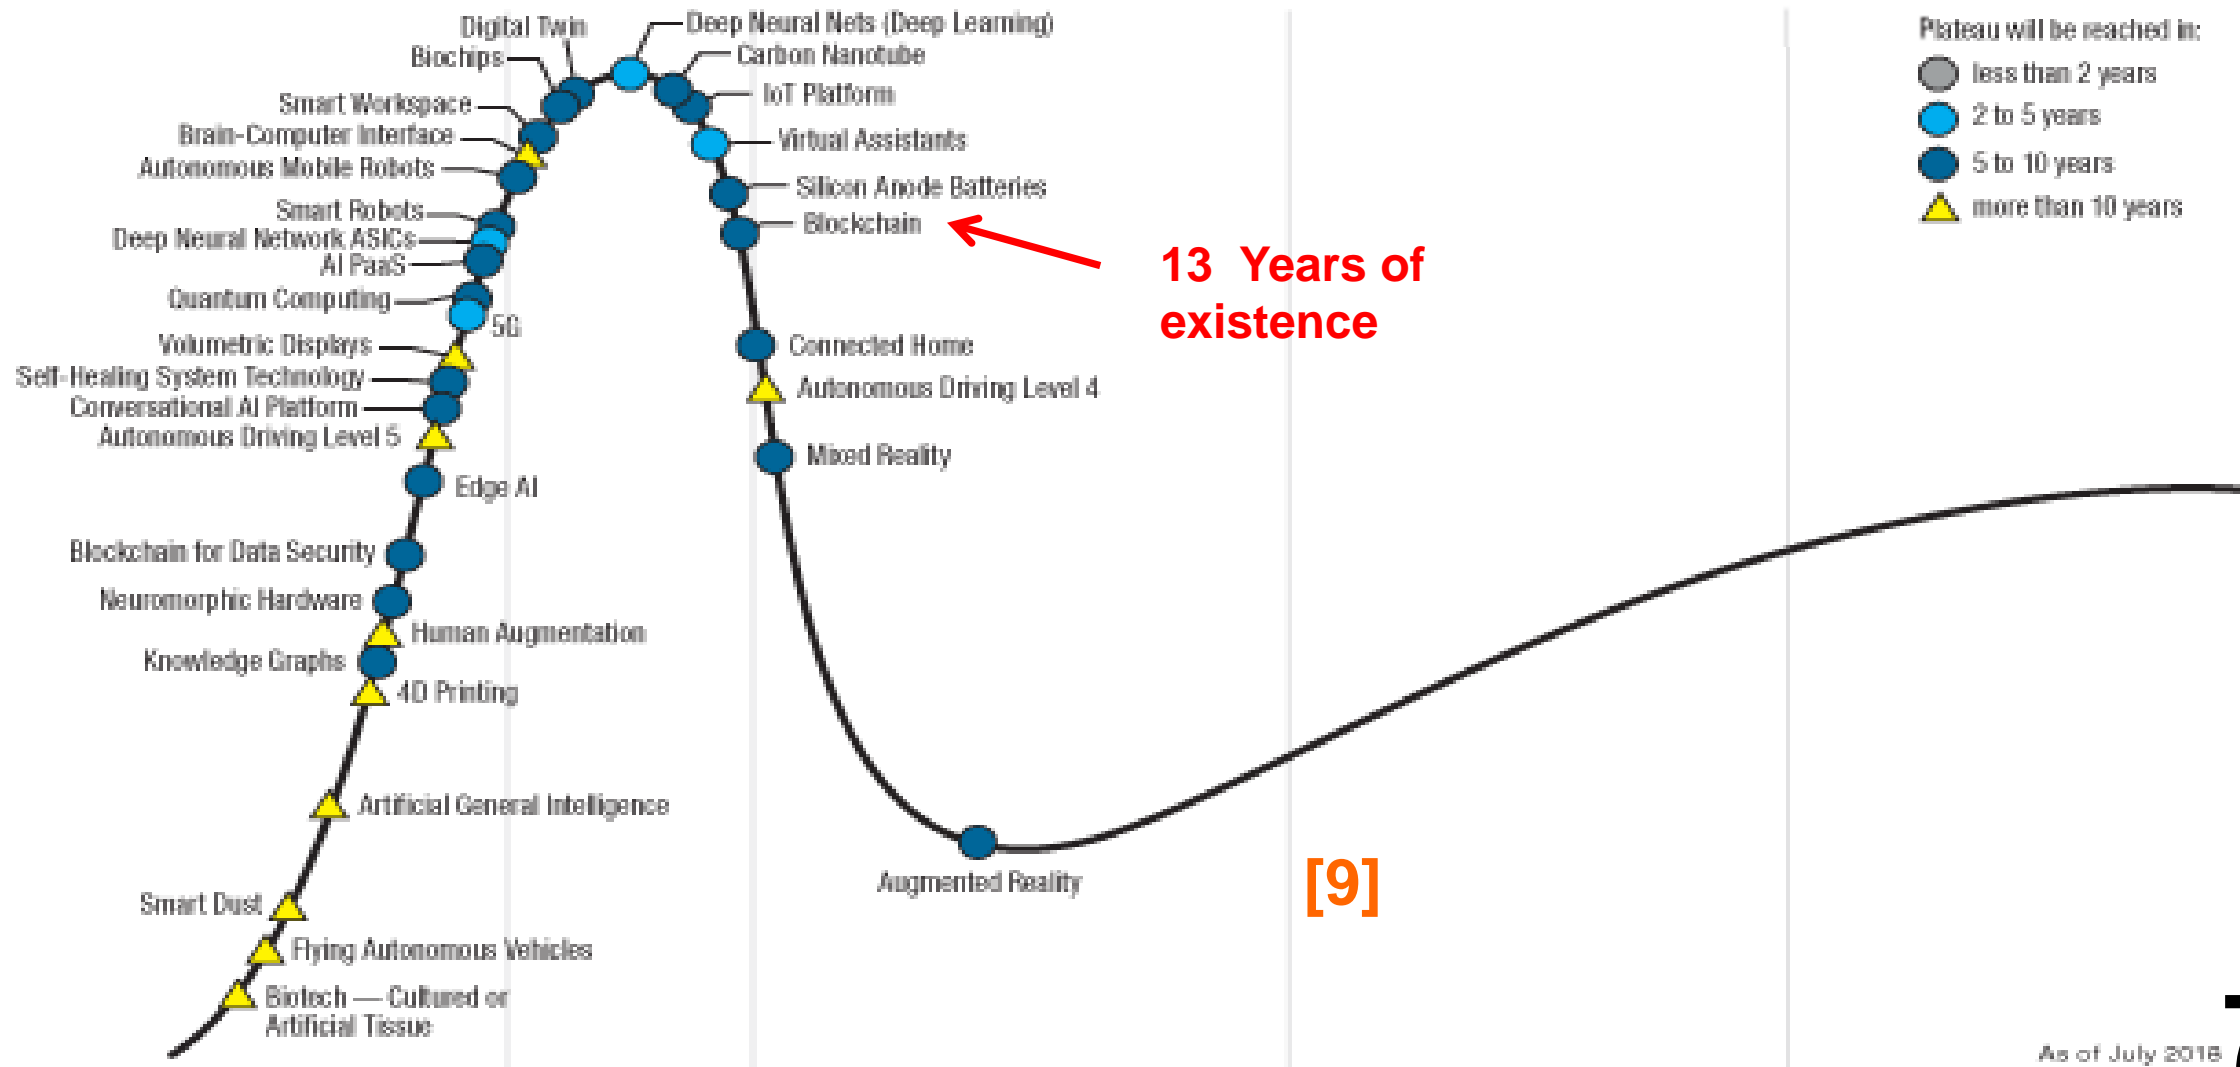 Digital Twin
Biochips
Smart Workspace
Brain-Computer Interface
Autonomous Mobile Robots
Smart Robots
Deep Neural Network ASICs
AI PaaS
Quantum Computing
5G
Volumetric Displays
Self-Healing System Technology
Conversational AI Platform
Autonomous Driving Level 5
Edge AI
Blockchain for Data Security
Neuromorphic Hardware
Human Augmentation
Knowledge Graphs
4D Printing
Artificial General Intelligence
Smart Dust
Flying Autonomous Vehicles
Biotech — Cultured or
Artificial Tissue
Deep Neural Nets (Deep Learning)
Carbon Nanotube
IoT Platform
Virtual Assistants
Silicon Anode Batteries
Blockchain
13 Years of
existence
Connected Home
Autonomous Driving Level 4
Mixed Reality
Augmented Reality
[9]
Plateau will be reached in:
less than 2 years
2 to 5 years
5 to 10 years
more than 10 years
As of July 2018